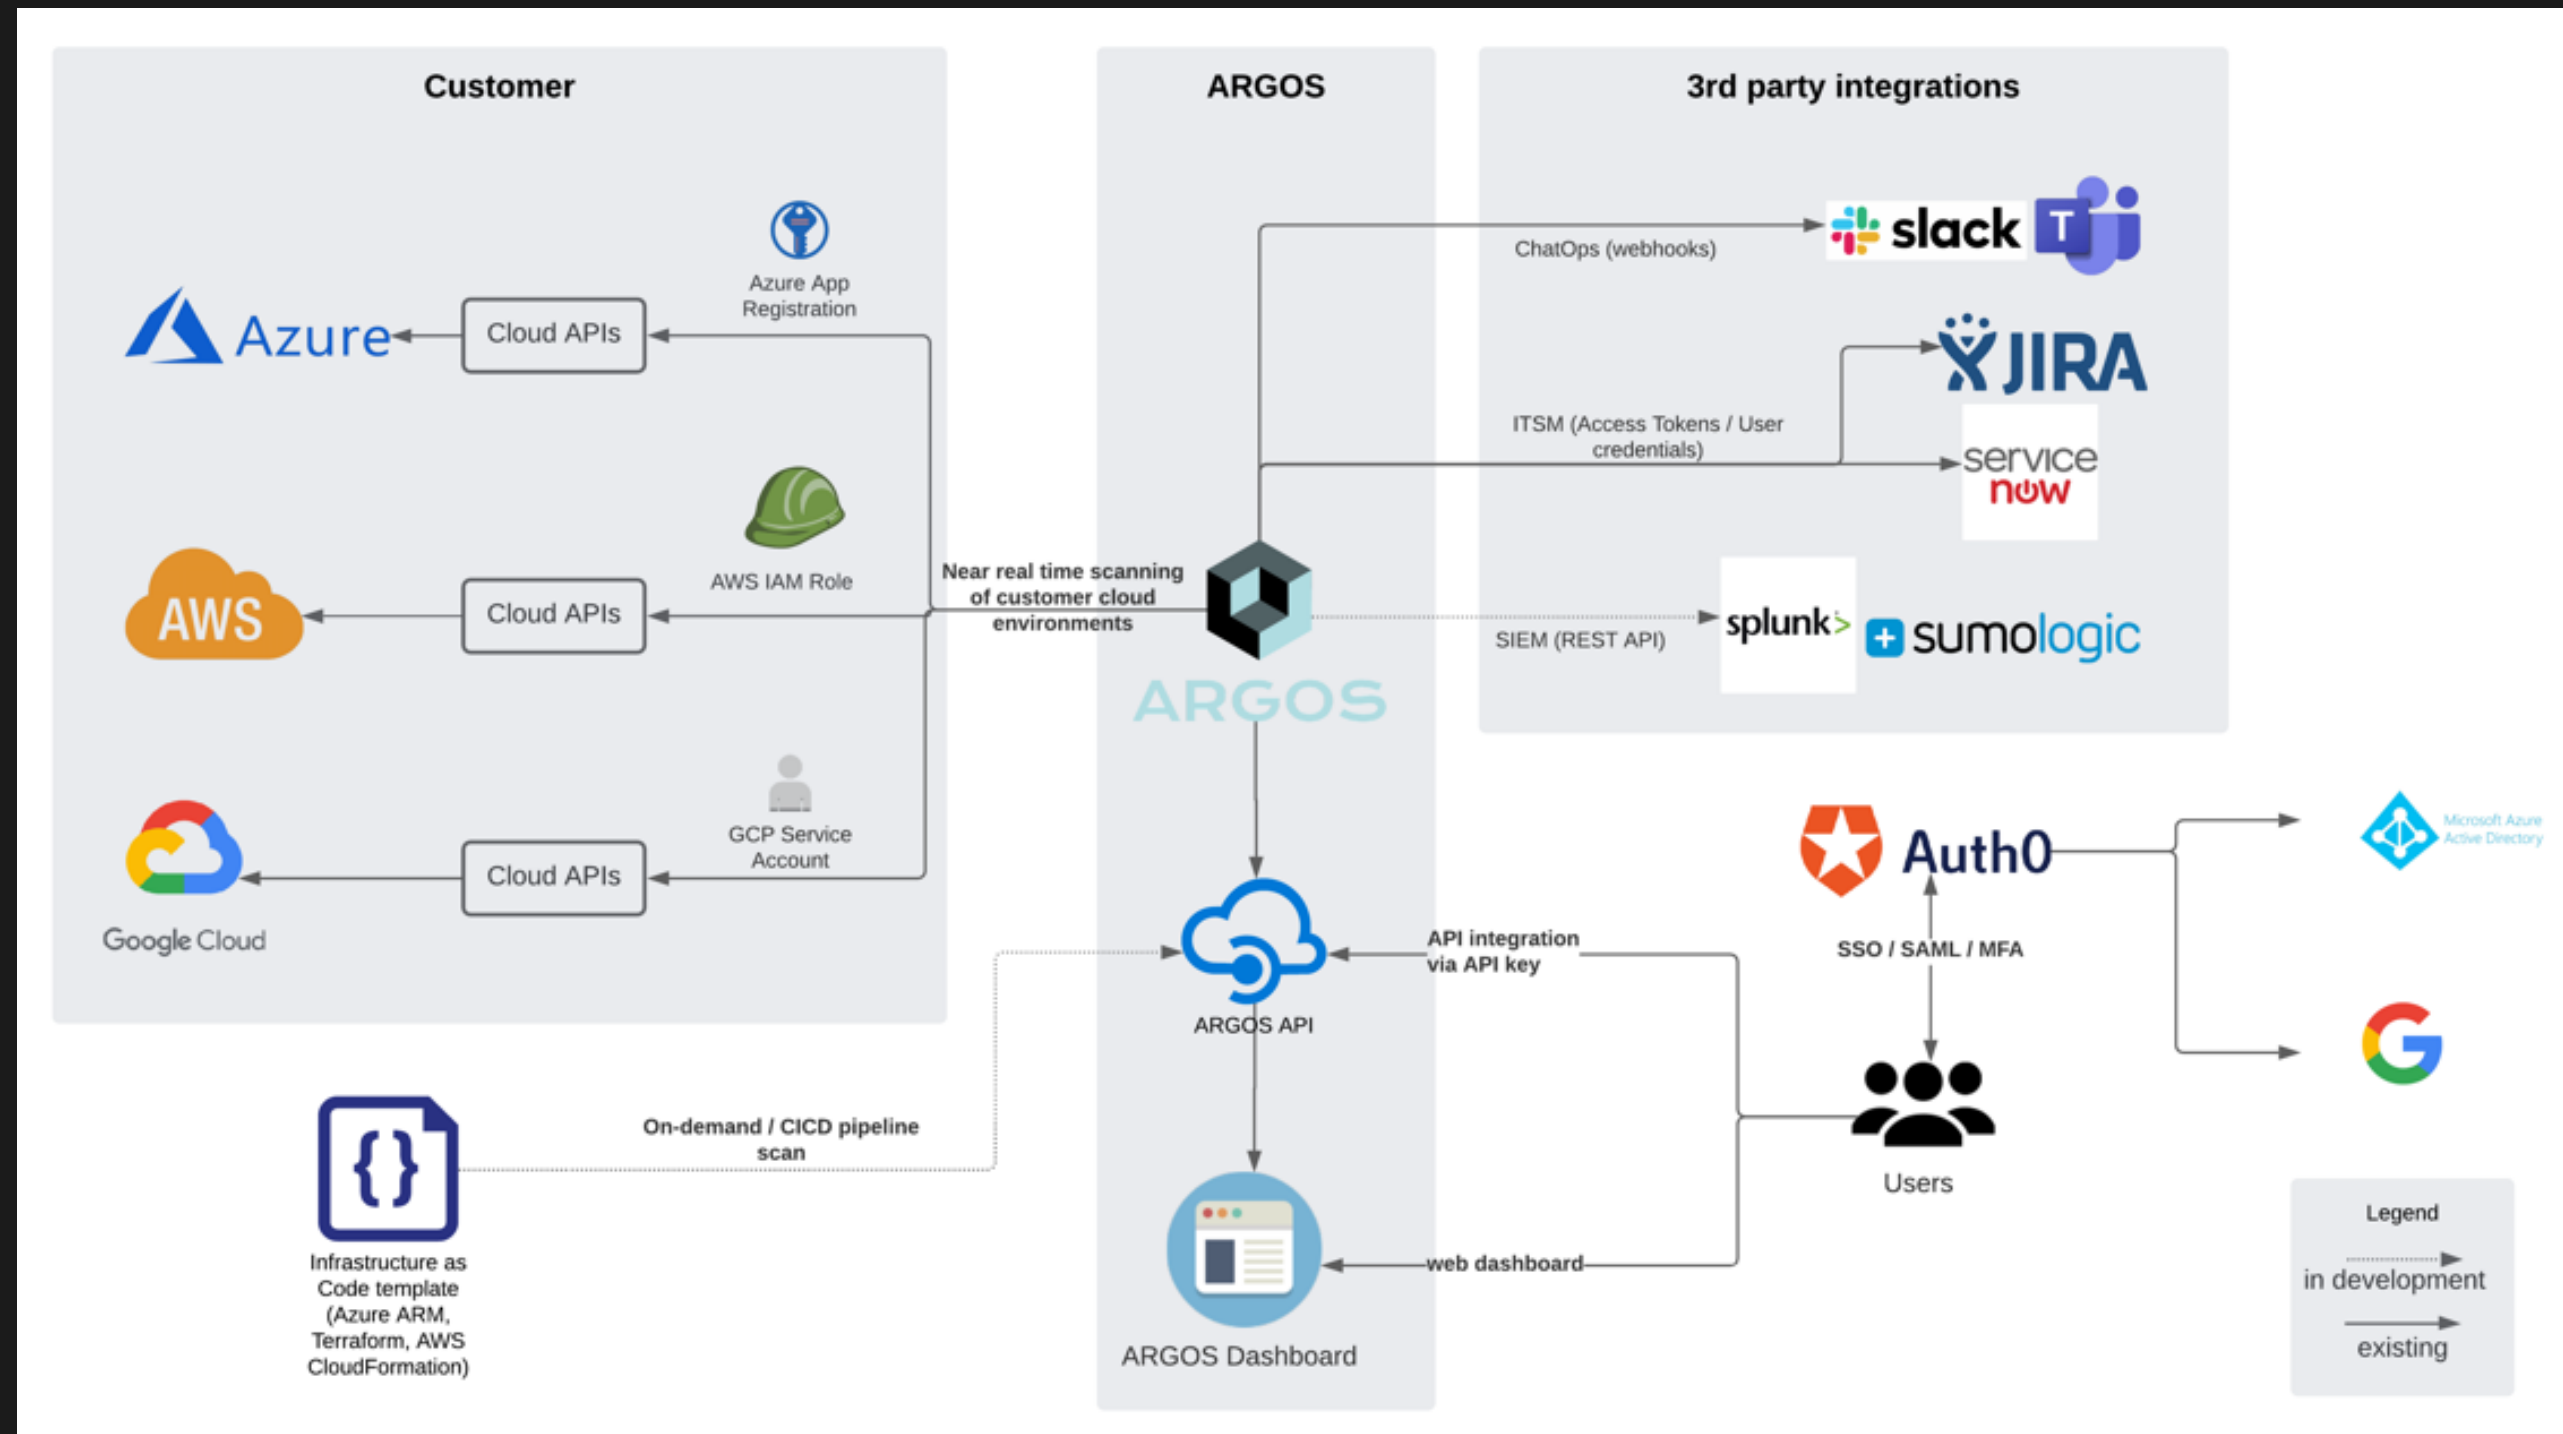 Customer
Azure App
Registration
Azure
Cloud APIs
AWS IAM Role
AWS
Cloud APIs
GCP Service
Account
Cloud APIs
Google Cloud
ARGOS
Near real time scanning
of customer cloud
environments
ARGOS
ARGOS API
ARGOS Dashboard
3rd party integrations
ChatOps (webhooks)
slack
T
JIRA
ITSM (Access Tokens / User
credentials)
service
now
SIEM (REST API)
splunk>
sumologic
Auth0
Microsoft Azure
Active Directory
SSO / SAML / MFA
API integration
via API key
G
Users
web dashboard
On-demand / CICD pipeline
scan
{}
Infrastructure as
Code template
(Azure ARM,
Terraform, AWS
CloudFormation)
Legend
in development
existing